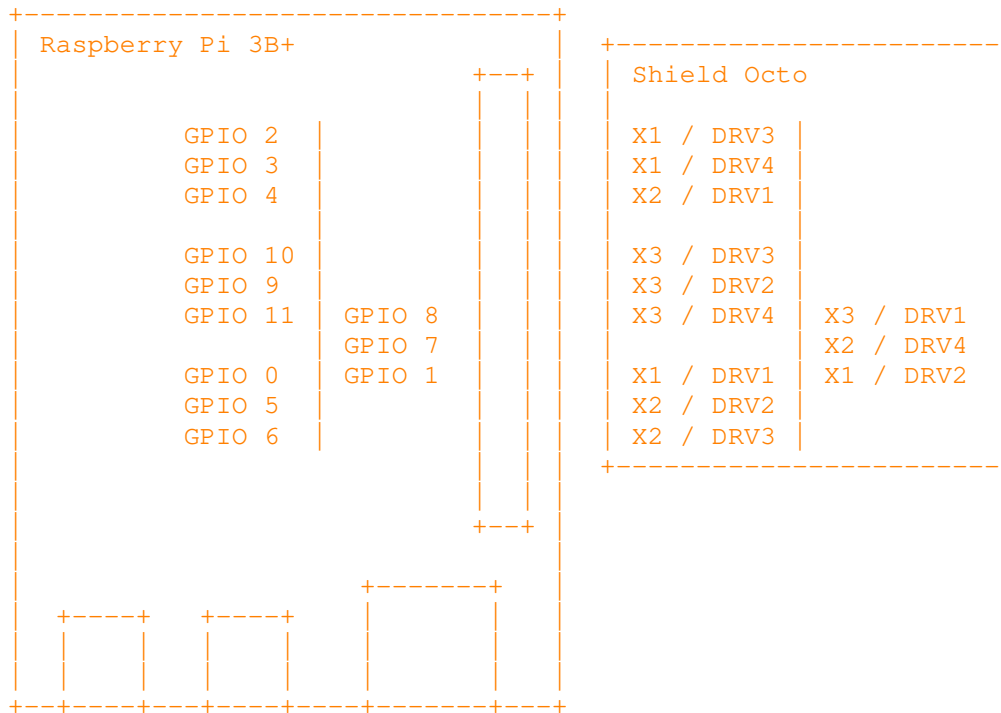 Raspberry Pi 3B+
Shield Octo
GPIO 2 X1 / DRV3
GPIO 3 X1 / DRV4
GPIO 4 X2 / DRV1
GPIO 10 X3 / DRV3
GPIO 9 X3 / DRV2
GPIO 11 GPIO 8 X3 / DRV4 X3 / DRV1
GPIO 7 X2 / DRV4
GPIO 0 GPIO 1 X1 / DRV1 X1 / DRV2
GPIO 5 X2 / DRV2
GPIO 6 X2 / DRV3